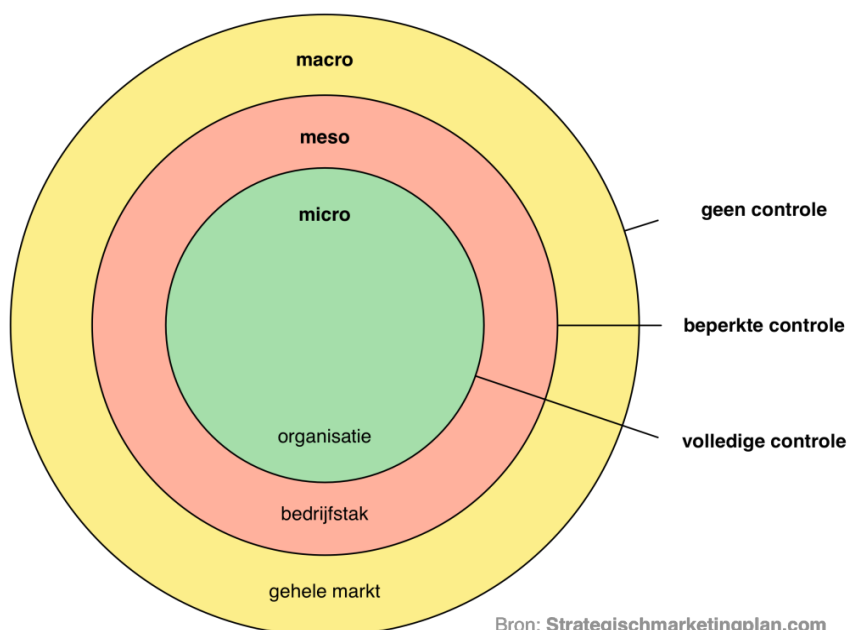 macro
meso
micro
geen controle
beperkte controle
volledige controle
organisatie
bedrijfstak
gehele markt
Bron: Strategischmarketingplan.com